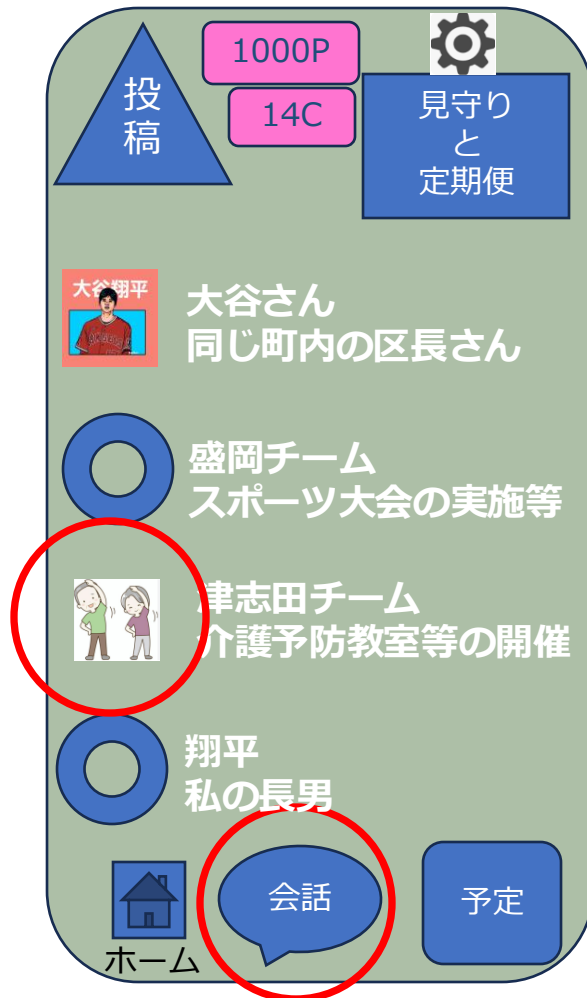 投
稿
1000P
14C
見守り
と
定期便
大谷翔平
大谷さん
同じ町内の区長さん
盛岡チーム
スポーツ大会の実施等
津志田チーム
介護予防教室等の開催
翔平
私の長男
ホーム
会話
予定